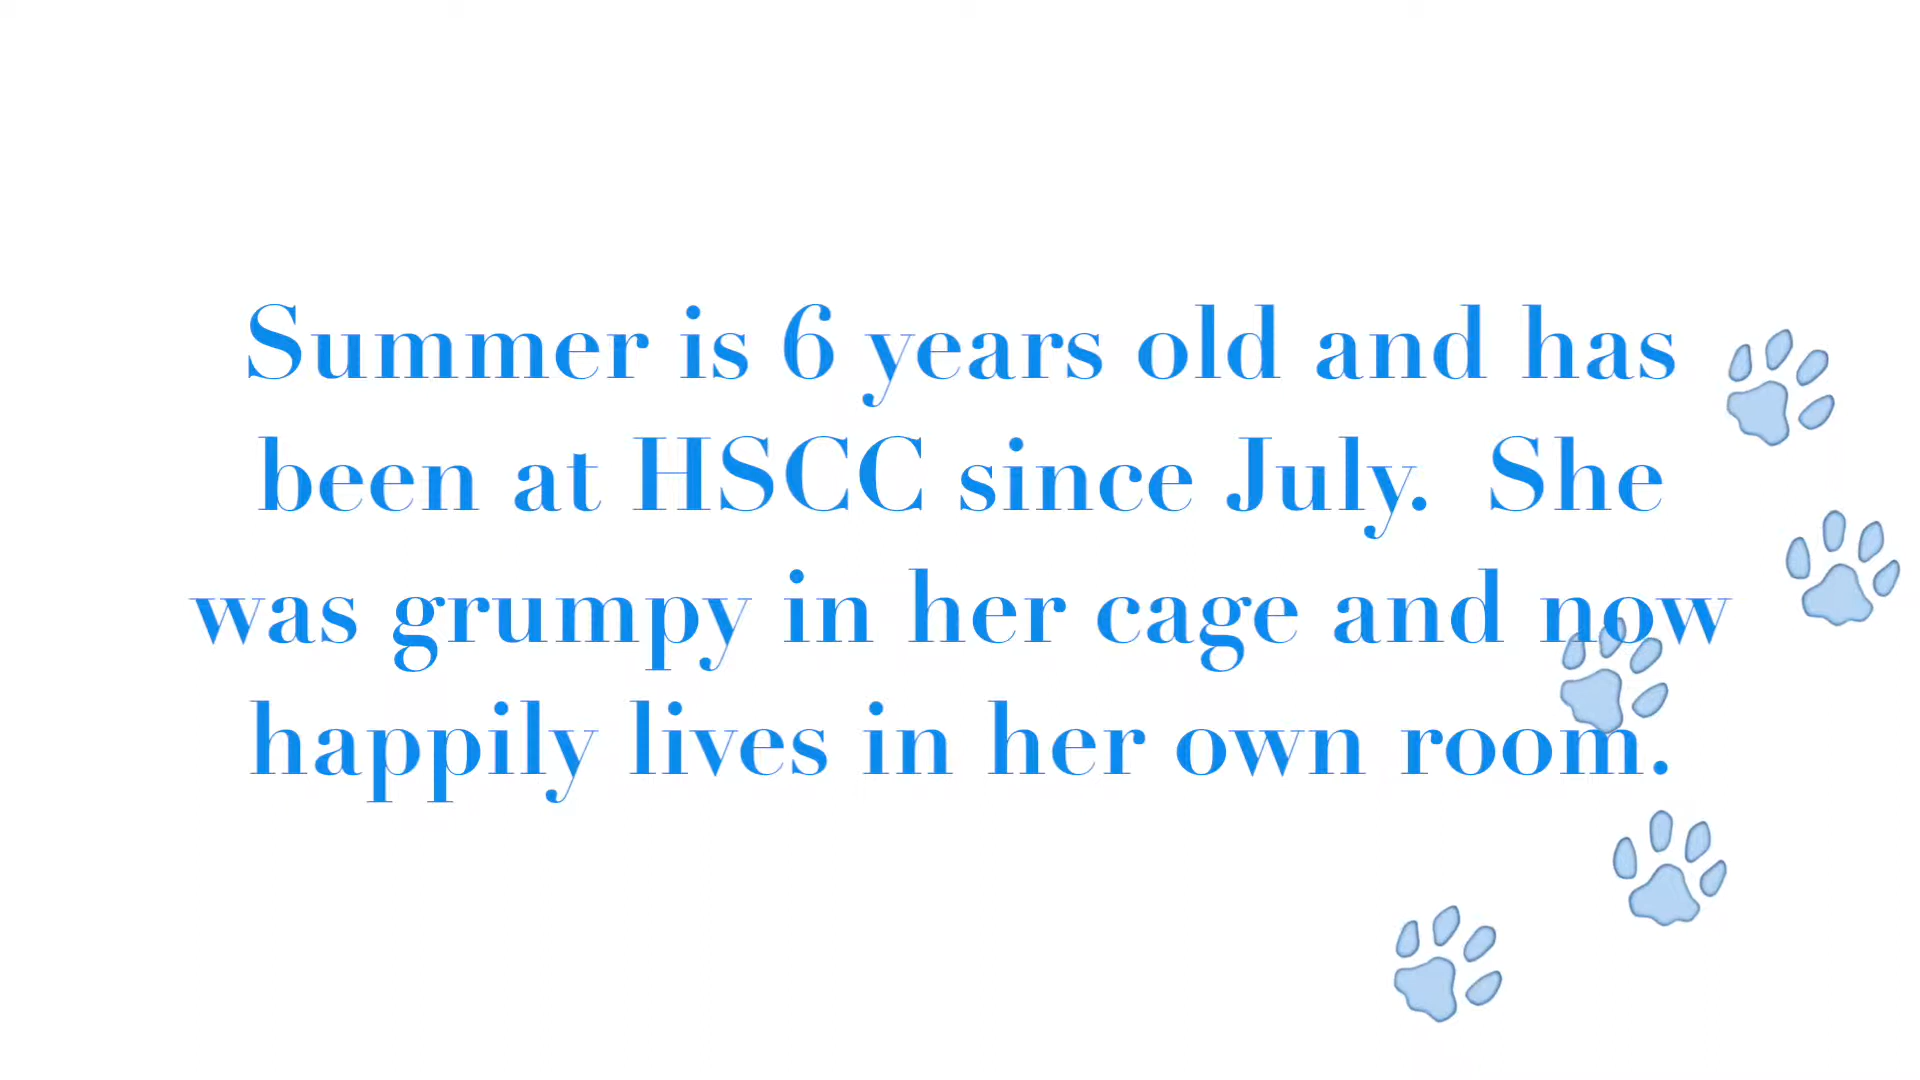 Summer is 6 years old and has
been at HSCC since July.  She
was grumpy in her cage and now
happily lives in her own room.